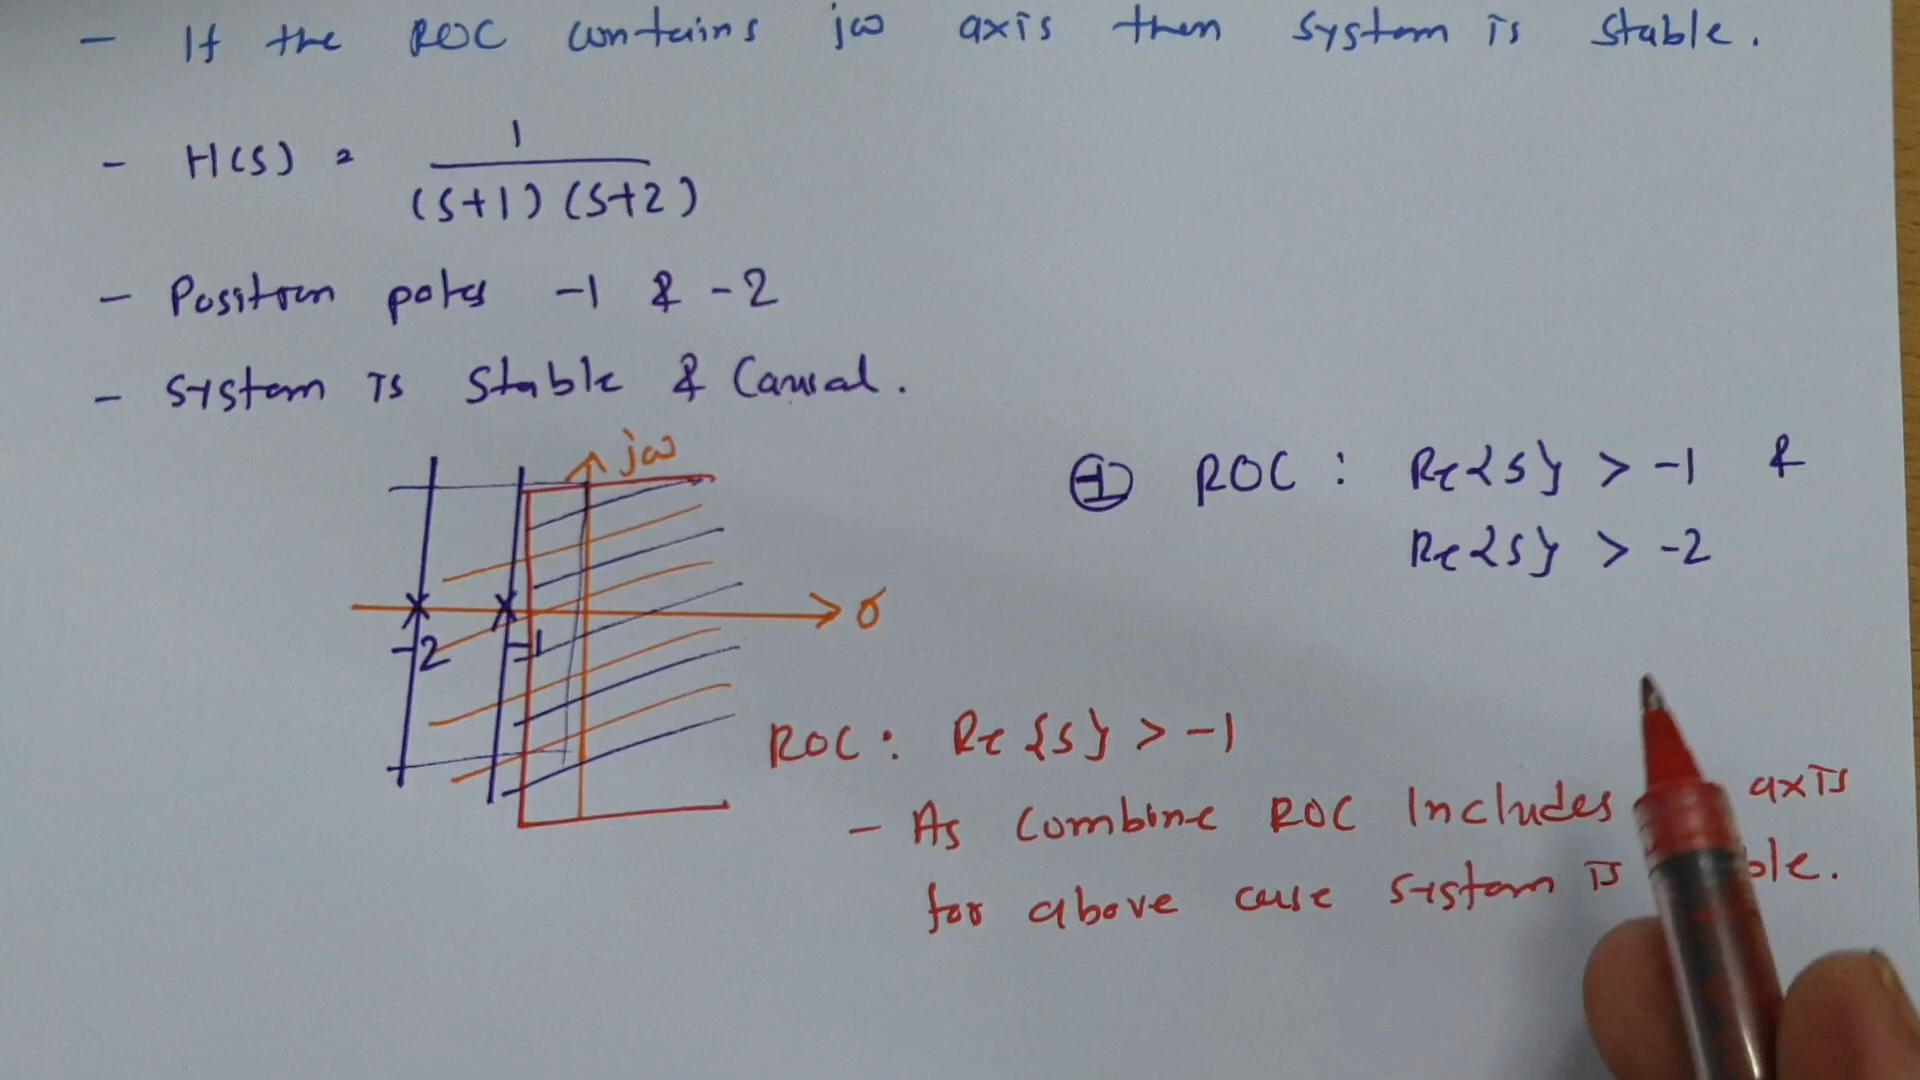 - If the ROC contains jω axis then system is stable.
- H(s) = 1
(s+1) (s+2)
- Position poles -1 & -2
- System is Stable & Causal.
jω
σ
-2
-1
① ROC : Re{s} > -1 &
Re{s} > -2
ROC : Re{s} > -1
- As Combine ROC Includes axis
for above case system is ble.